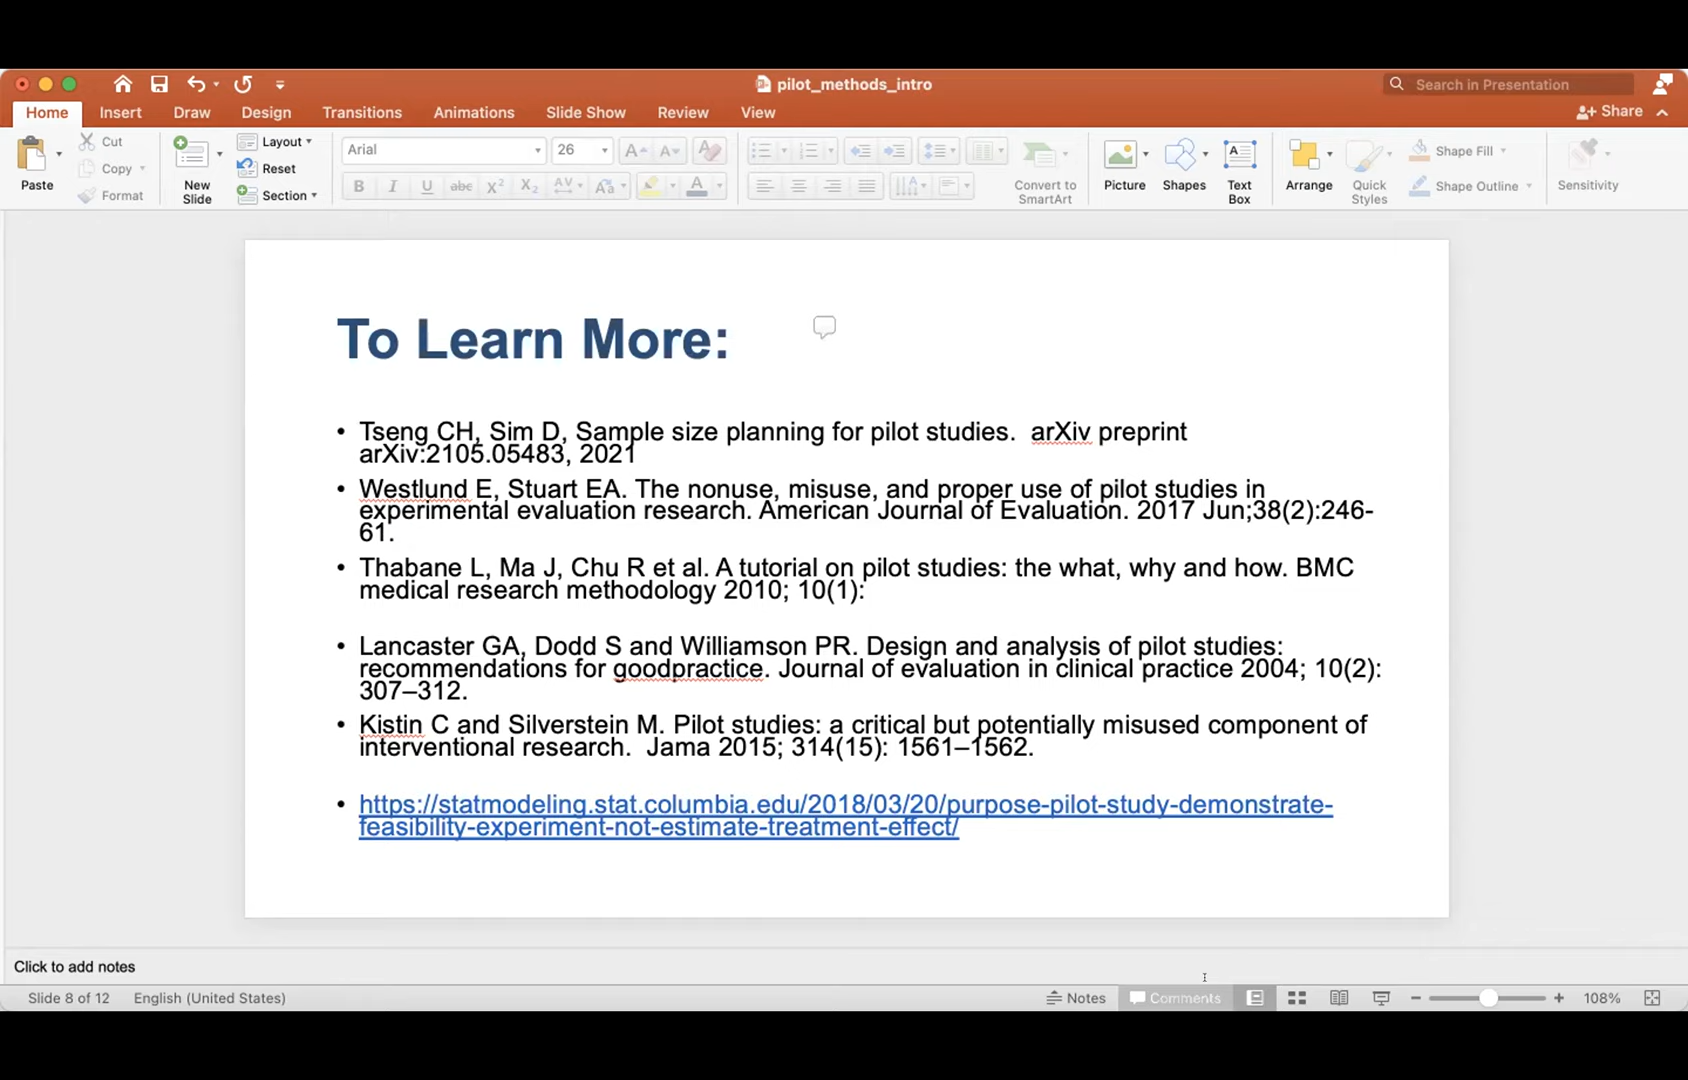 pilot_methods_intro
Search in Presentation
Home Insert Draw Design Transitions Animations Slide Show Review View
Share
Paste
Cut
Copy
Format
New
Slide
Layout
Reset
Section
Arial
26
Convert to
SmartArt
Picture
Shapes
Text
Box
Arrange
Quick
Styles
Shape Fill
Shape Outline
Sensitivity
To Learn More:
• Tseng CH, Sim D, Sample size planning for pilot studies.  arXiv preprint
arXiv:2105.05483, 2021
• Westlund E, Stuart EA. The nonuse, misuse, and proper use of pilot studies in
experimental evaluation research. American Journal of Evaluation. 2017 Jun;38(2):246-
61.
• Thabane L, Ma J, Chu R et al. A tutorial on pilot studies: the what, why and how. BMC
medical research methodology 2010; 10(1):
• Lancaster GA, Dodd S and Williamson PR. Design and analysis of pilot studies:
recommendations for goodpractice. Journal of evaluation in clinical practice 2004; 10(2):
307–312.
• Kistin C and Silverstein M. Pilot studies: a critical but potentially misused component of
interventional research.  Jama 2015; 314(15): 1561–1562.
• https://statmodeling.stat.columbia.edu/2018/03/20/purpose-pilot-study-demonstrate-
feasibility-experiment-not-estimate-treatment-effect/
Click to add notes
Slide 8 of 12
English (United States)
Notes
Comments
108%